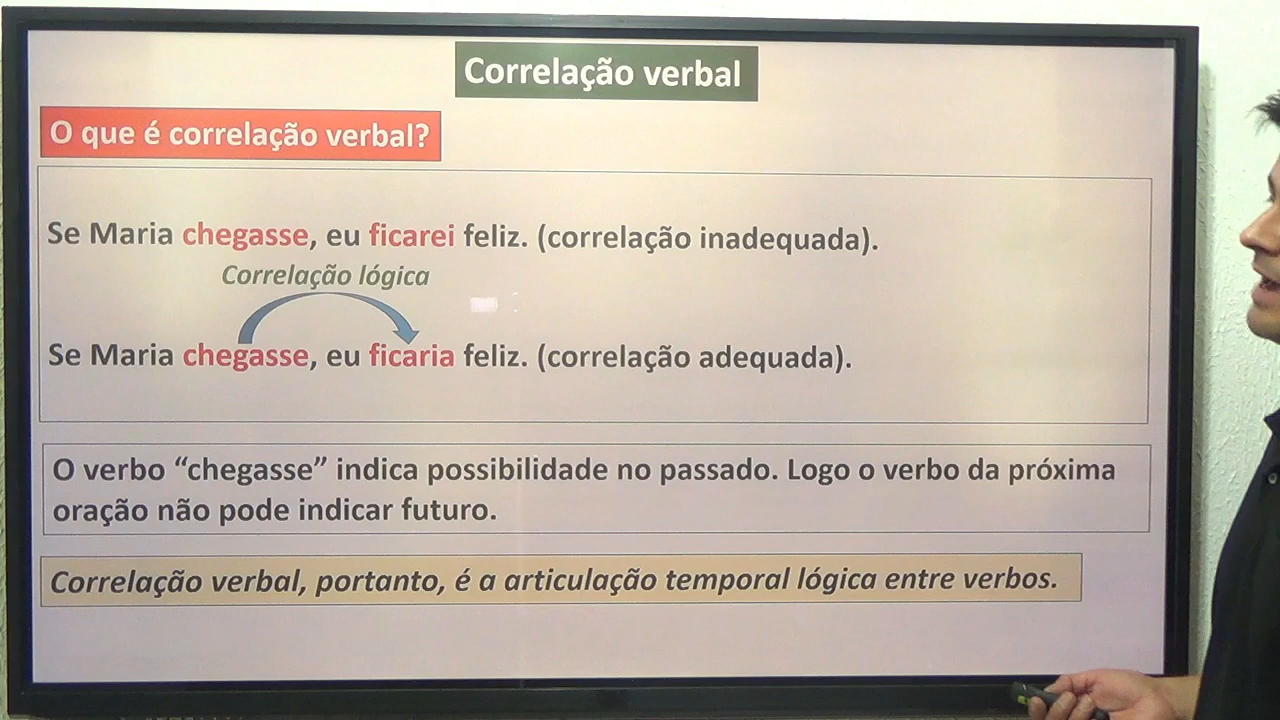 Correlação verbal
O que é correlação verbal?
Se Maria chegasse, eu ficarei feliz. (correlação inadequada).
Correlação lógica
Se Maria chegasse, eu ficaria feliz. (correlação adequada).
O verbo “chegasse” indica possibilidade no passado. Logo o verbo da próxima
oração não pode indicar futuro.
Correlação verbal, portanto, é a articulação temporal lógica entre verbos.